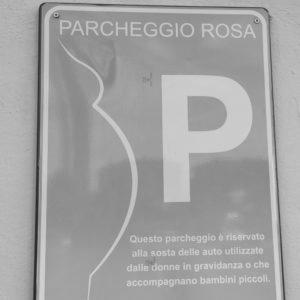 PARCHEGGIO ROSA
P
Questo parcheggio è riservato
alla sosta delle auto utilizzate
dalle donne in gravidanza o che
accompagnano bambini piccoli.